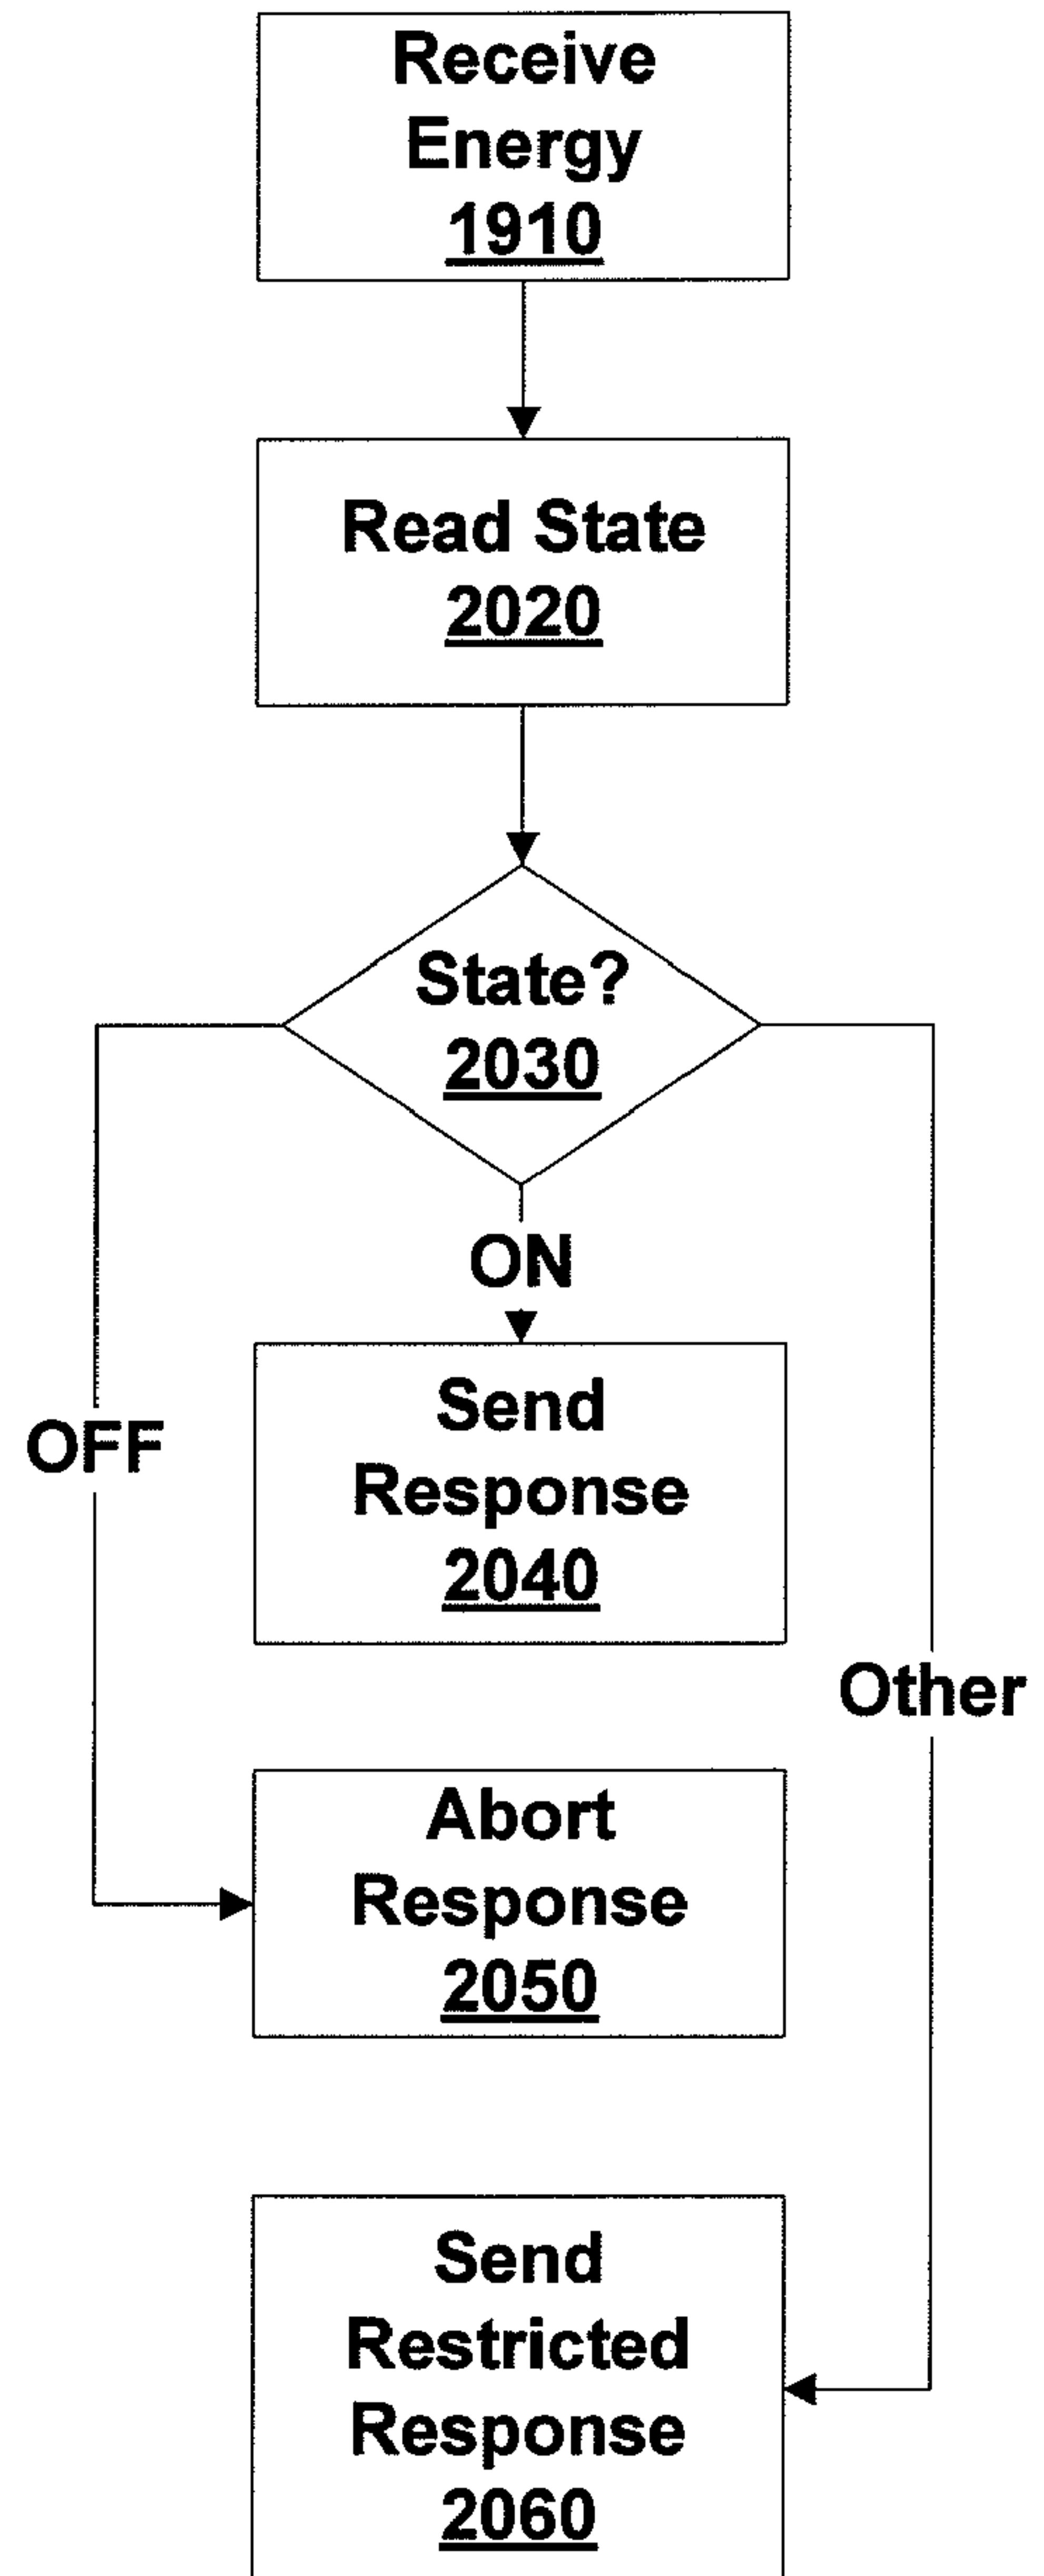 Receive
Energy
1910
Read State
2020
State?
2030
ON
Send
Response
2040
OFF
Other
Abort
Response
2050
Send
Restricted
Response
2060